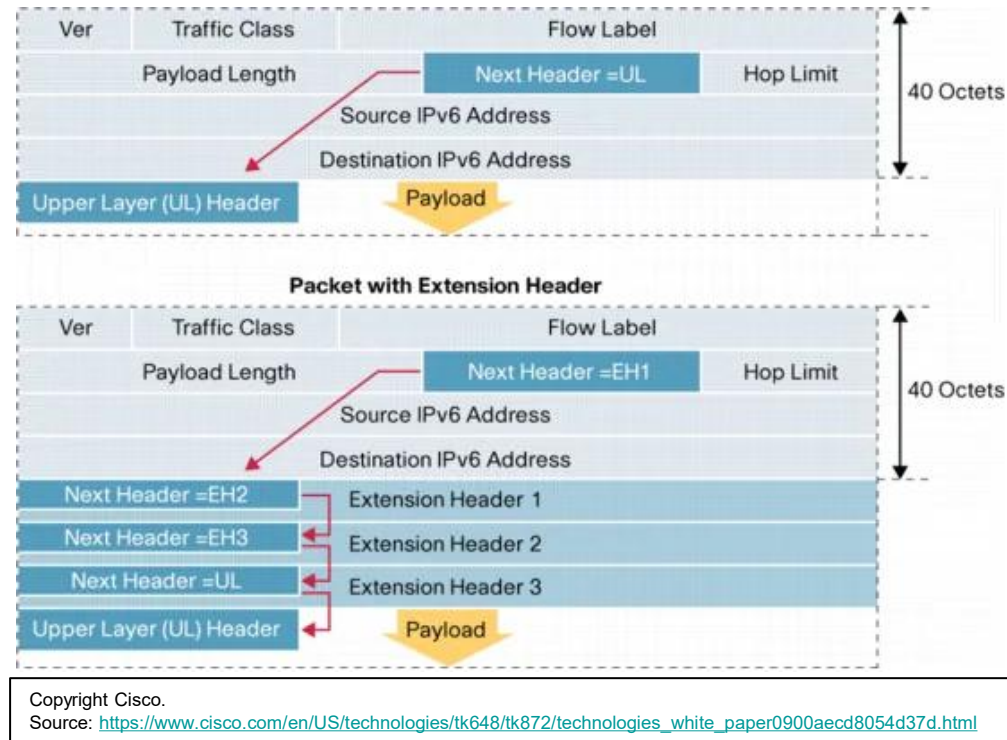 Ver Traffic Class Flow Label
Payload Length Next Header =UL Hop Limit
40 Octets
Source IPv6 Address
Destination IPv6 Address
Upper Layer (UL) Header Payload
Packet with Extension Header
Ver Traffic Class Flow Label
Payload Length Next Header =EH1 Hop Limit
40 Octets
Source IPv6 Address
Destination IPv6 Address
Next Header =EH2 Extension Header 1
Next Header =EH3 Extension Header 2
Next Header =UL Extension Header 3
Upper Layer (UL) Header Payload
Copyright Cisco.
Source: https://www.cisco.com/en/US/technologies/tk648/tk872/technologies_white_paper0900aecd8054d37d.html